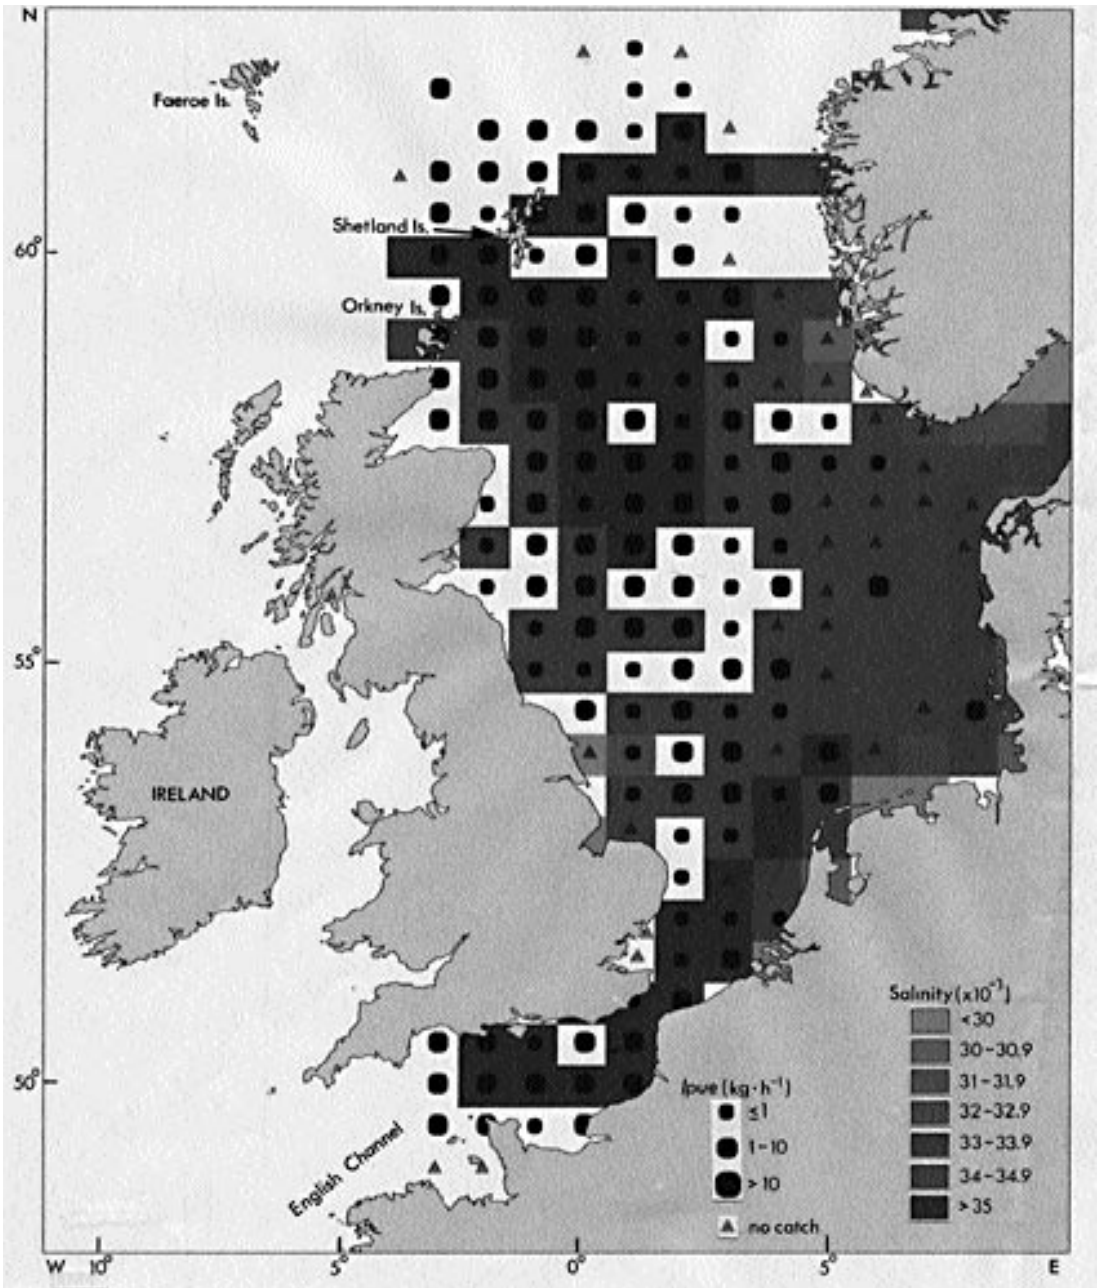 N
Faeroe Is.
Shetland Is.
60°
Orkney Is.
55°
IRELAND
50°
English Channel
Salinity (x10⁻³)
<30
30-30.9
31-31.9
32-32.9
33-33.9
34-34.9
>35
lpue (kg·h⁻¹)
≤1
1-10
>10
no catch
W 10° 5° 0° 5° E